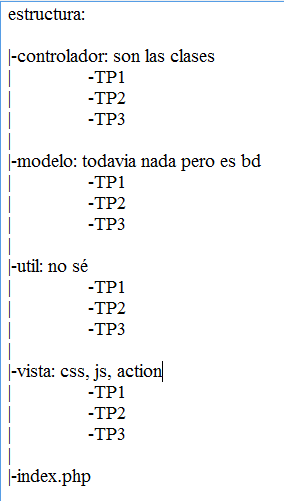 estructura:
|-controlador: son las clases
| -TP1
| -TP2
| -TP3
|
|-modelo: todavia nada pero es bd
| -TP1
| -TP2
| -TP3
|
|-util: no sé
| -TP1
| -TP2
| -TP3
|
|-vista: css, js, action
| -TP1
| -TP2
| -TP3
|
|-index.php